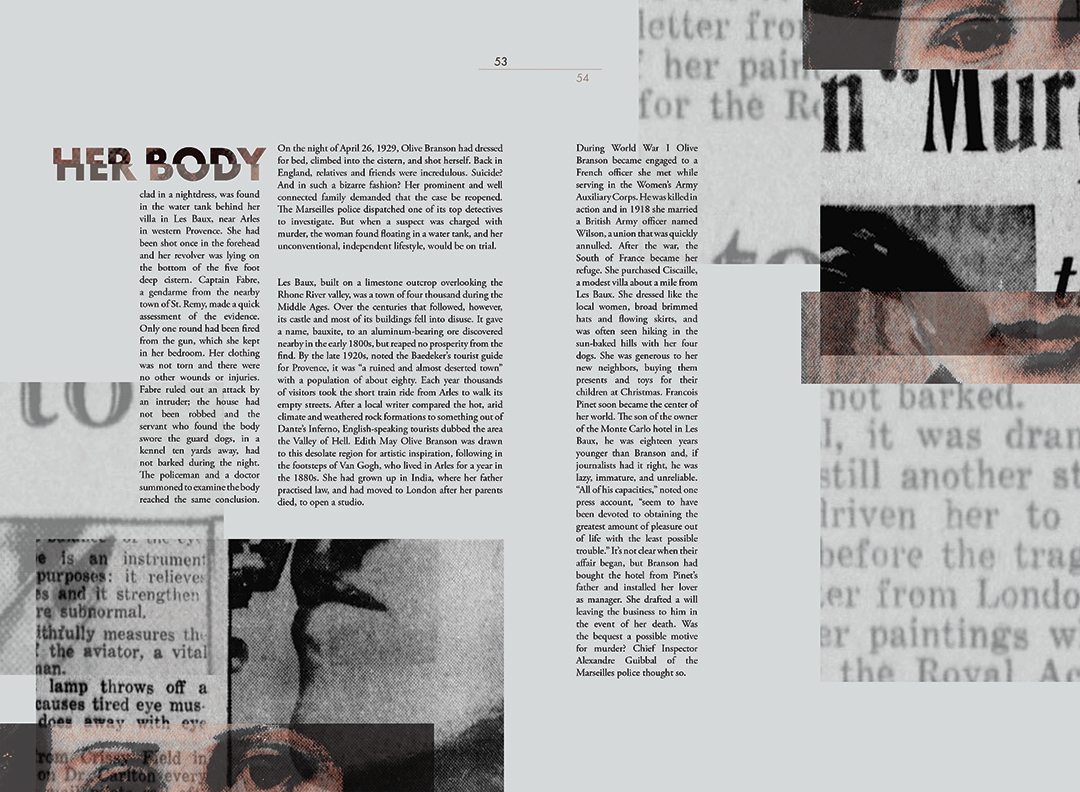 53
54
HER BODY
clad in a nightdress, was found
in the water tank behind her
villa in Les Baux, near Arles
in western Provence. She had
been shot once in the forehead
and her revolver was lying on
the bottom of the five foot
deep cistern. Captain Fabre,
a gendarme from the nearby
town of St. Remy, made a quick
assessment of the evidence.
Only one round had been fired
from the gun, which she kept
in her bedroom. Her clothing
was not torn and there were
no other wounds or injuries.
Fabre ruled out an attack by
an intruder; the house had
not been robbed and the
servant who found the body
swore the guard dogs, in a
kennel ten yards away, had
not barked during the night.
The policeman and a doctor
summoned to examine the body
reached the same conclusion.
On the night of April 26, 1929, Olive Branson had dressed
for bed, climbed into the cistern, and shot herself. Back in
England, relatives and friends were incredulous. Suicide?
And in such a bizarre fashion? Her prominent and well
connected family demanded that the case be reopened.
The Marseilles police dispatched one of its top detectives
to investigate. But when a suspect was charged with
murder, the woman found floating in a water tank, and her
unconventional, independent lifestyle, would be on trial.
Les Baux, built on a limestone outcrop overlooking the
Rhone River valley, was a town of four thousand during the
Middle Ages. Over the centuries that followed, however,
its castle and most of its buildings fell into disuse. It gave
a name, bauxite, to an aluminum-bearing ore discovered
nearby in the early 1800s, but reaped no prosperity from the
find. By the late 1920s, noted the Baedeker's tourist guide
for Provence, it was “a ruined and almost deserted town”
with a population of about eighty. Each year thousands
of visitors took the short train ride from Arles to walk its
empty streets. After a local writer compared the hot, arid
climate and weathered rock formations to something out of
Dante's Inferno, English-speaking tourists dubbed the area
the Valley of Hell. Edith May Olive Branson was drawn
to this desolate region for artistic inspiration, following in
the footsteps of Van Gogh, who lived in Arles for a year in
the 1880s. She had grown up in India, where her father
practised law, and had moved to London after her parents
died, to open a studio.
During World War I Olive
Branson became engaged to a
French officer she met while
serving in the Women's Army
Auxiliary Corps. He was killed in
action and in 1918 she married
a British Army officer named
Wilson, a union that was quickly
annulled. After the war, the
South of France became her
refuge. She purchased Ciscaille,
a modest villa about a mile from
Les Baux. She dressed like the
local women, broad brimmed
hats and flowing skirts, and
was often seen hiking in the
sun-baked hills with her four
dogs. She was generous to her
new neighbors, buying them
presents and toys for their
children at Christmas. Francois
Pinet soon became the center of
her world. The son of the owner
of the Monte Carlo hotel in Les
Baux, he was eighteen years
younger than Branson and, if
journalists had it right, he was
lazy, immature, and unreliable.
“All of his capacities,” noted one
press account, “seem to have
been devoted to obtaining the
greatest amount of pleasure out
of life with the least possible
trouble.” It's not clear when their
affair began, but Branson had
bought the hotel from Pinet's
father and installed her lover
as manager. She drafted a will
leaving the business to him in
the event of her death. Was
the bequest a possible motive
for murder? Chief Inspector
Alexandre Guibbal of the
Marseilles police thought so.
letter from
her pain
for the Ro
n “Mur
to
t
not barked.
l, it was dram
still another st
driven her to
before the trag
er from Londo
er paintings w
the Royal Ac
to
of the eye
e is an instrument
purposes: it relieves
es and it strengthen
re subnormal.
ithfully measures the
the aviator, a vital
man.
lamp throws off a
causes tired eye mus-
does away with eye
from Crissy Field in
on Dr. Carlton every